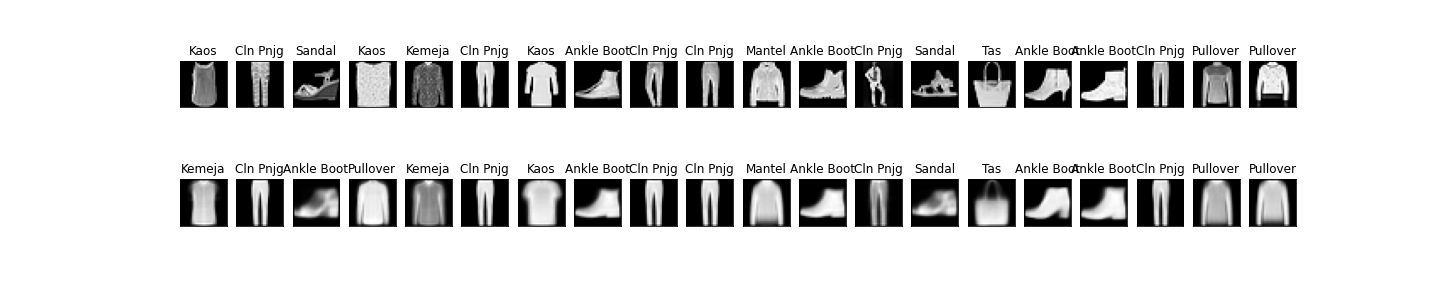 Kaos Cln Pnjg Sandal Kaos Kemeja Cln Pnjg Kaos Ankle Boot Cln Pnjg Cln Pnjg Mantel Ankle Boot Cln Pnjg Sandal Tas Ankle Boot Ankle Boot Cln Pnjg Pullover Pullover
Kemeja Cln Pnjg Ankle Boot Pullover Kemeja Cln Pnjg Kaos Ankle Boot Cln Pnjg Cln Pnjg Mantel Ankle Boot Cln Pnjg Sandal Tas Ankle Boot Ankle Boot Cln Pnjg Pullover Pullover